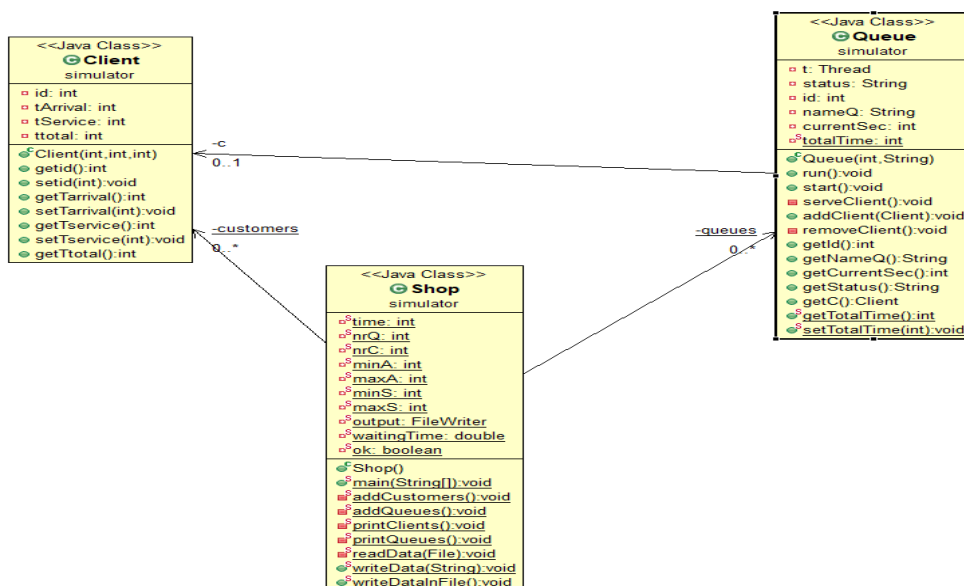 <<Java Class>>
Client
simulator
id: int
tArrival: int
tService: int
ttotal: int
Client(int,int,int)
getid():int
setid(int):void
getTarrival():int
setTarrival(int):void
getTservice():int
setTservice(int):void
getTtotal():int
-c
0..1
-customers
0..*
<<Java Class>>
Queue
simulator
t: Thread
status: String
id: int
nameQ: String
currentSec: int
totalTime: int
Queue(int,String)
run():void
start():void
serveClient():void
addClient(Client):void
removeClient():void
getId():int
getNameQ():String
getCurrentSec():int
getStatus():String
getC():Client
getTotalTime():int
setTotalTime(int):void
-queues
0..*
<<Java Class>>
Shop
simulator
time: int
nrQ: int
nrC: int
minA: int
maxA: int
minS: int
maxS: int
output: FileWriter
waitingTime: double
ok: boolean
Shop()
main(String[]):void
addCustomers():void
addQueues():void
printClients():void
printQueues():void
readData(File):void
writeData(String):void
writeDataInFile():void